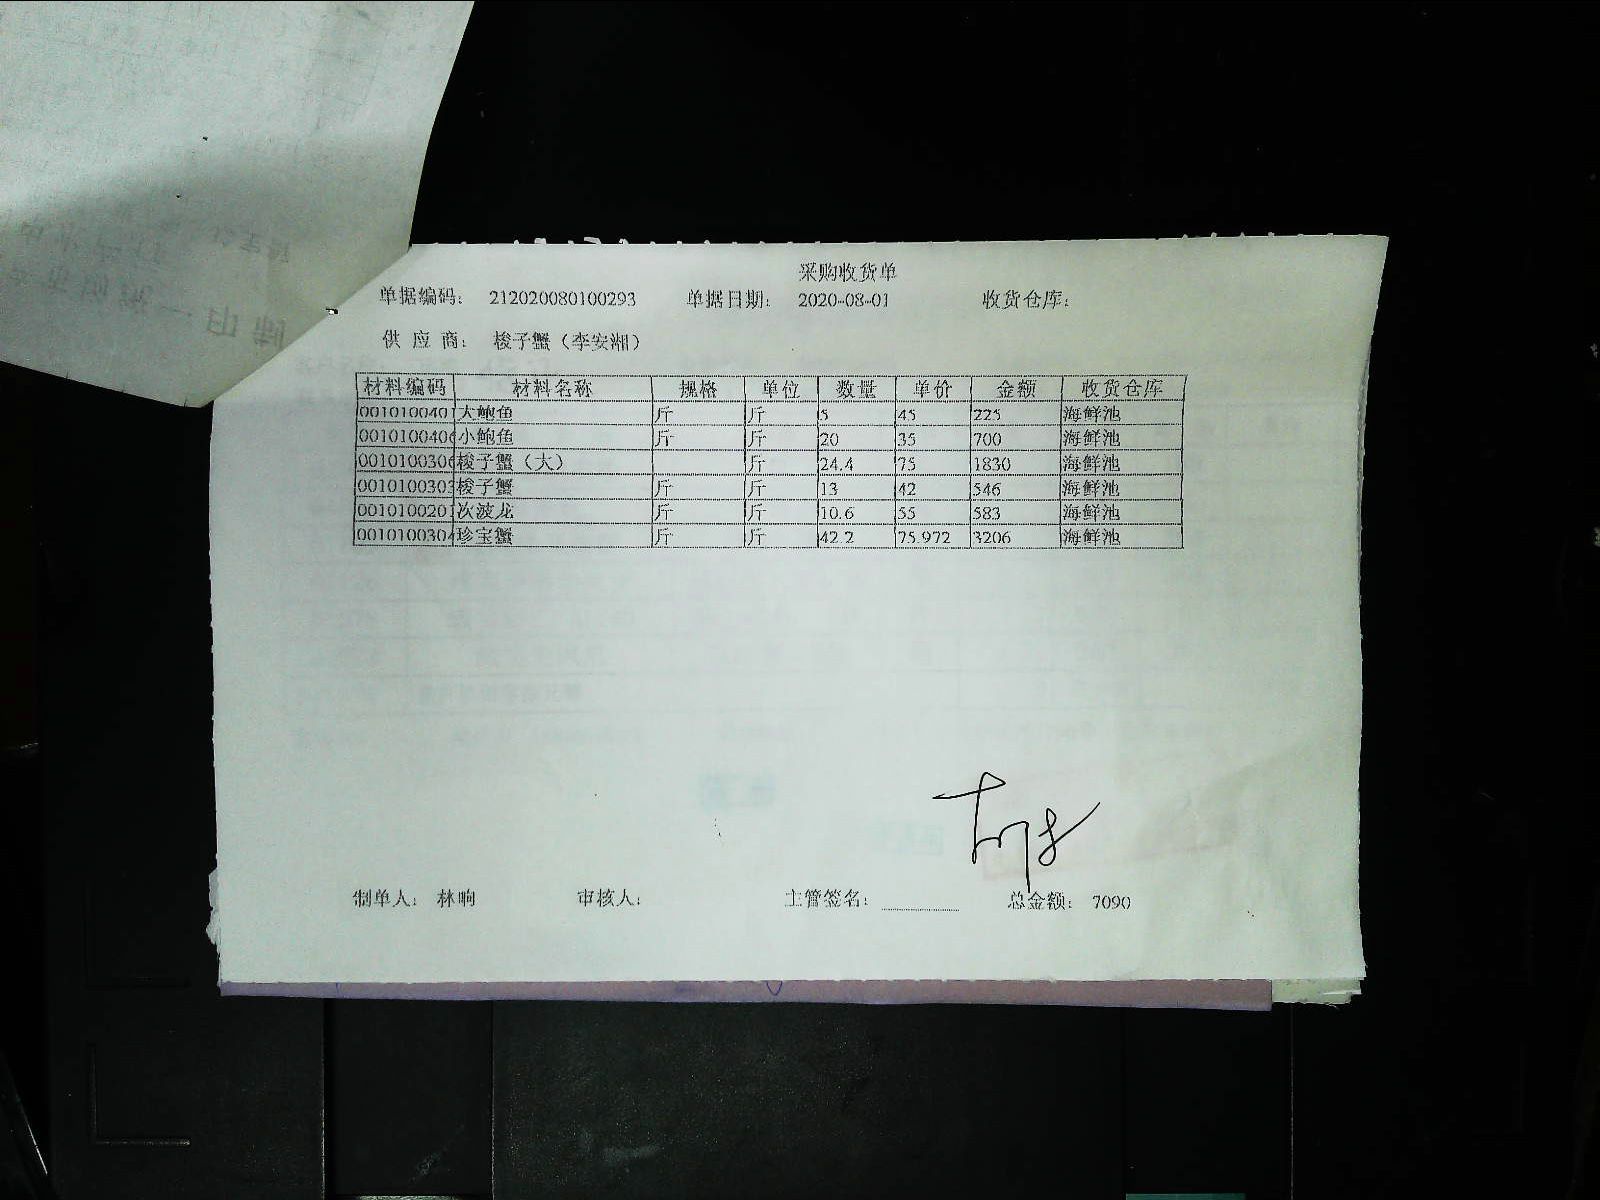 采购收货单
单据编码： 212020080100293 单据日期： 2020-08-01 收货仓库：
供 应 商： 梭子蟹（李安湘）
材料编码 材料名称 规格 单位 数量 单价 金额 收货仓库
0010100401 大鲍鱼 斤 斤 5 45 225 海鲜池
0010100406 小鲍鱼 斤 斤 20 35 700 海鲜池
0010100306 梭子蟹（大） 斤 24.4 75 1830 海鲜池
0010100303 梭子蟹 斤 斤 13 42 546 海鲜池
0010100201 次波龙 斤 斤 10.6 55 583 海鲜池
0010100304 珍宝蟹 斤 斤 42.2 75.972 3206 海鲜池
制单人： 林晌 审核人： 主管签名： 总金额： 7090